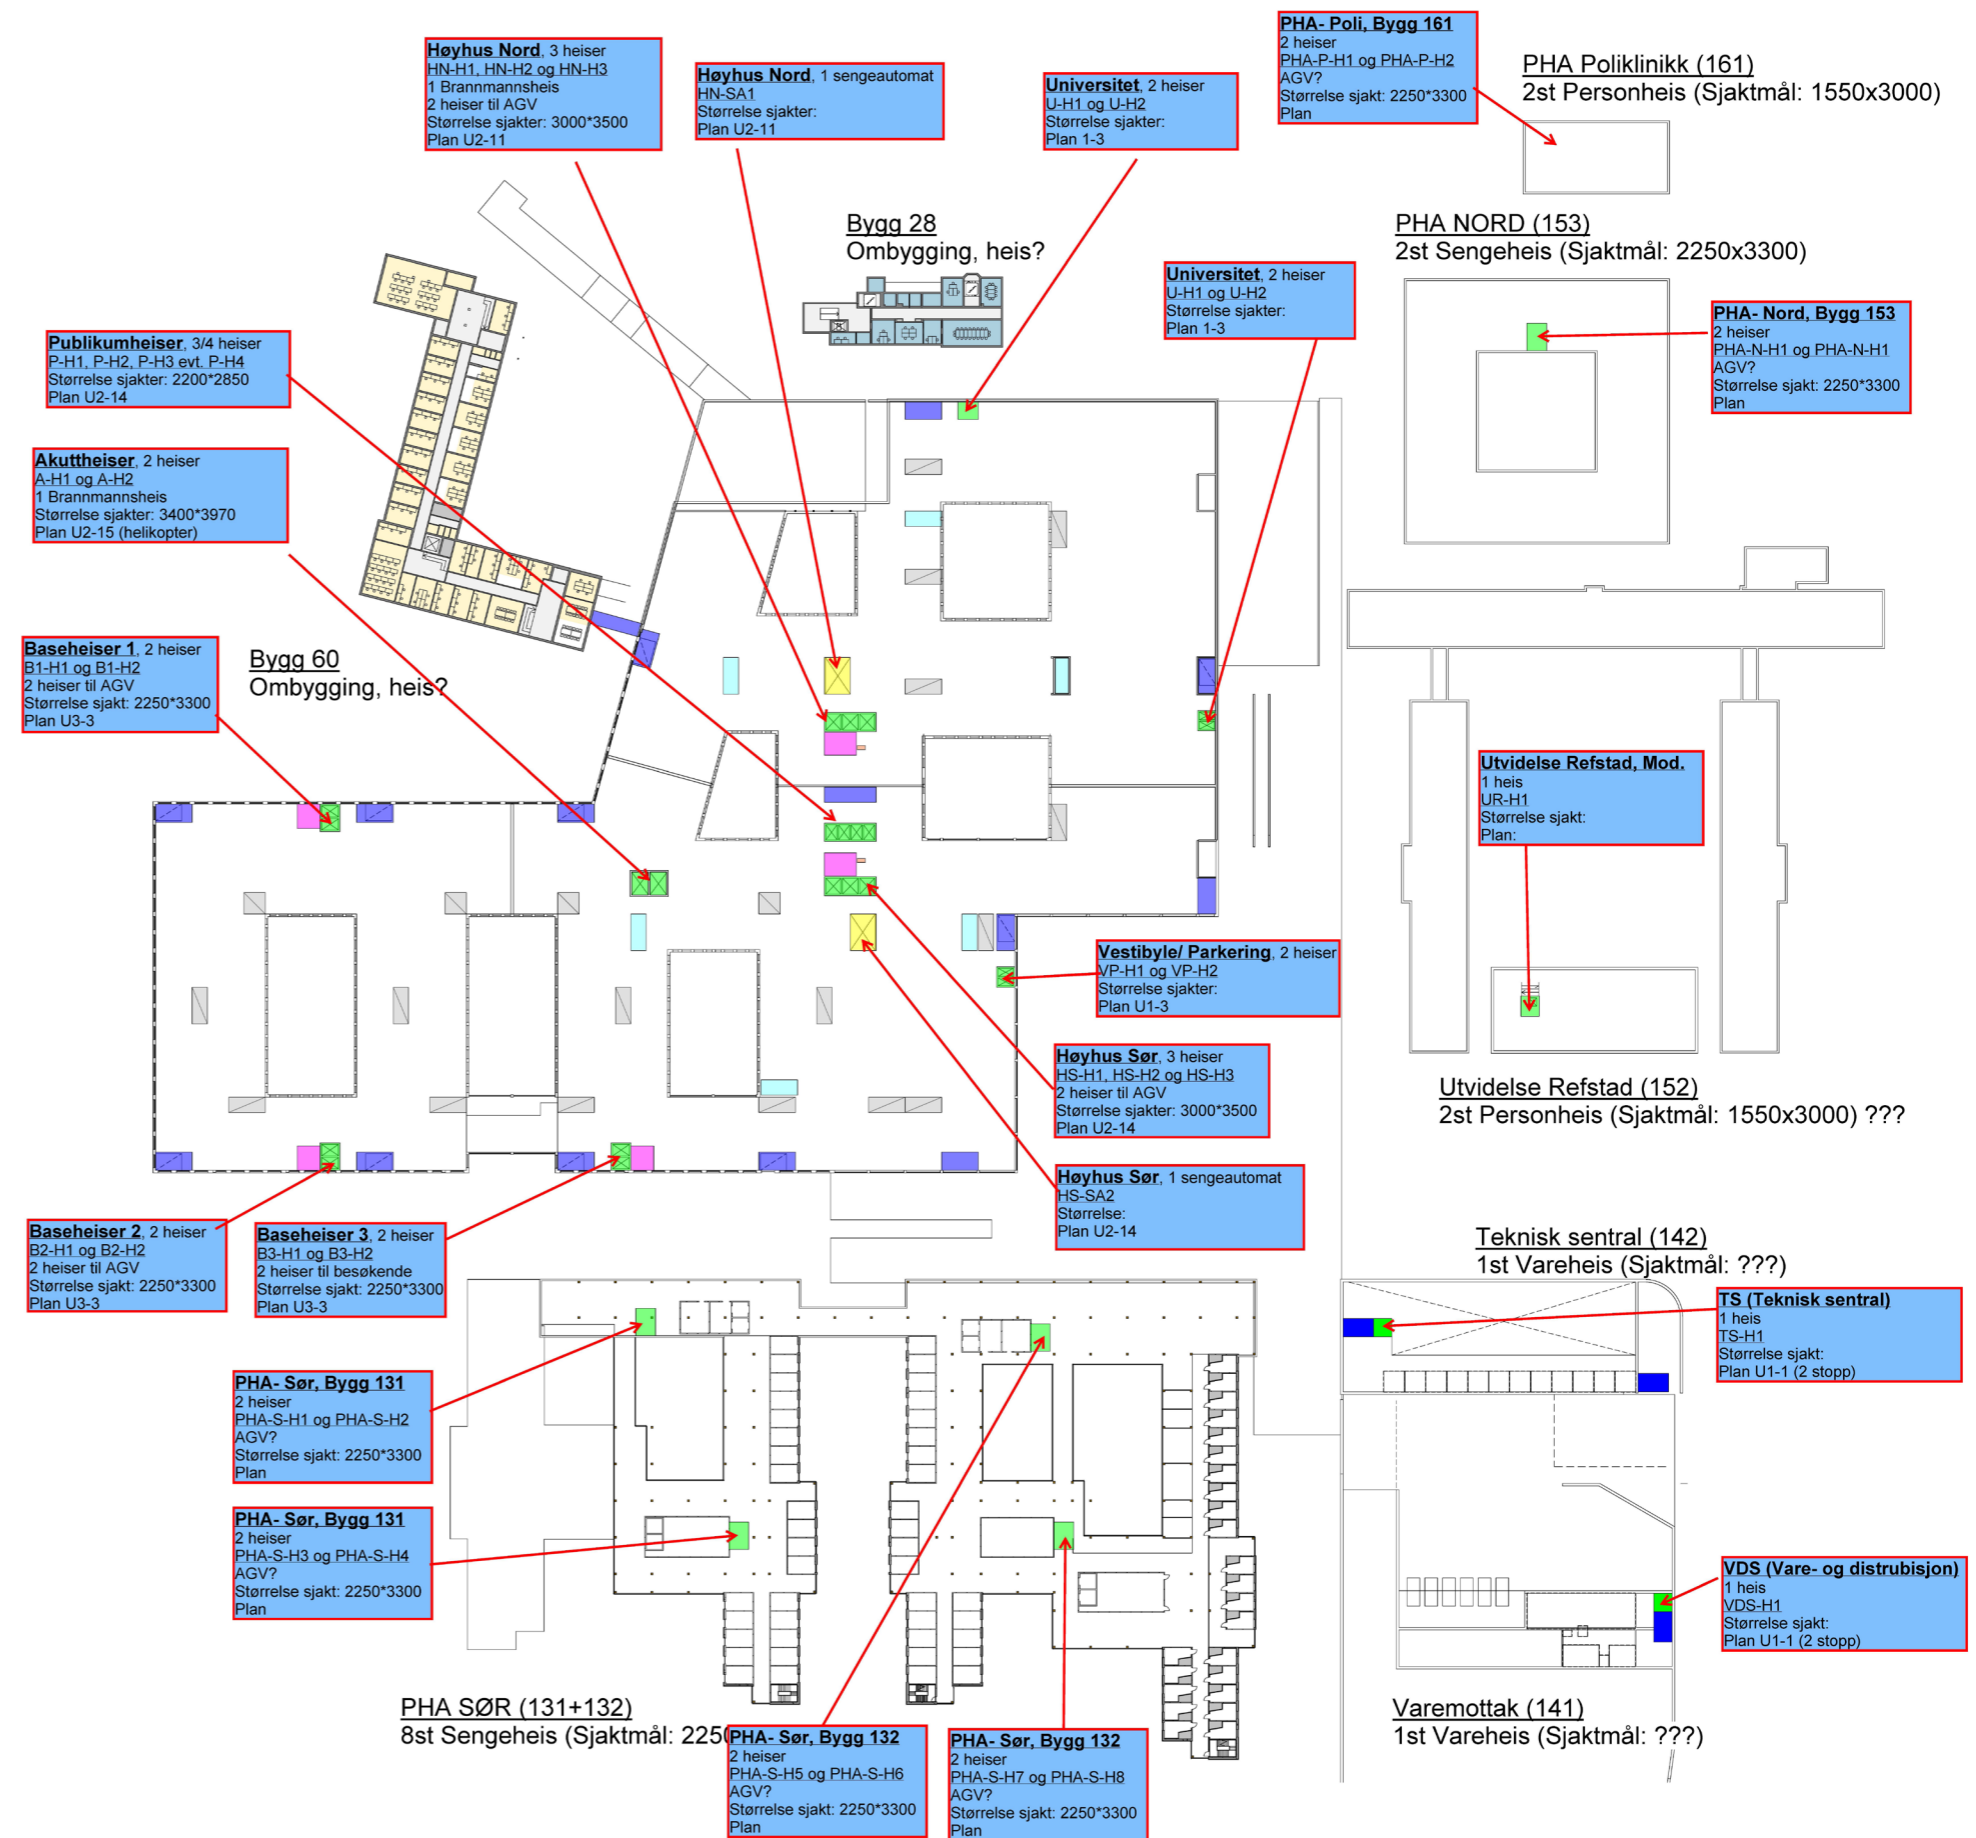 Høyhus Nord, 3 heiser
HN-H1, HN-H2 og HN-H3
1 Brannmannsheis
2 heiser til AGV
Størrelse sjakter: 3000*3500
Plan U2-11
Høyhus Nord, 1 sengeautomat
HN-SA1
Størrelse sjakter:
Plan U2-11
Universitet, 2 heiser
U-H1 og U-H2
Størrelse sjakter:
Plan 1-3
PHA- Poli, Bygg 161
2 heiser
PHA-P-H1 og PHA-P-H2
AGV?
Størrelse sjakt: 2250*3300
Plan
PHA Poliklinikk (161)
2st Personheis (Sjaktmål: 1550x3000)
Bygg 28
Ombygging, heis?
PHA NORD (153)
2st Sengeheis (Sjaktmål: 2250x3300)
Universitet, 2 heiser
U-H1 og U-H2
Størrelse sjakter:
Plan 1-3
PHA- Nord, Bygg 153
2 heiser
PHA-N-H1 og PHA-N-H1
AGV?
Størrelse sjakt: 2250*3300
Plan
Publikumheiser, 3/4 heiser
P-H1, P-H2, P-H3 evt. P-H4
Størrelse sjakter: 2200*2850
Plan U2-14
Akuttheiser, 2 heiser
A-H1 og A-H2
1 Brannmannsheis
Størrelse sjakter: 3400*3970
Plan U2-15 (helikopter)
Baseheiser 1, 2 heiser
B1-H1 og B1-H2
2 heiser til AGV
Størrelse sjakt: 2250*3300
Plan U3-3
Bygg 60
Ombygging, heis?
Utvidelse Refstad, Mod.
1 heis
UR-H1
Størrelse sjakt:
Plan:
Vestibyle/ Parkering, 2 heiser
VP-H1 og VP-H2
Størrelse sjakter:
Plan U1-3
Høyhus Sør, 3 heiser
HS-H1, HS-H2 og HS-H3
2 heiser til AGV
Størrelse sjakter: 3000*3500
Plan U2-14
Utvidelse Refstad (152)
2st Personheis (Sjaktmål: 1550x3000) ???
Høyhus Sør, 1 sengeautomat
HS-SA2
Størrelse:
Plan U2-14
Baseheiser 2, 2 heiser
B2-H1 og B2-H2
2 heiser til AGV
Størrelse sjakt: 2250*3300
Plan U3-3
Baseheiser 3, 2 heiser
B3-H1 og B3-H2
2 heiser til besøkende
Størrelse sjakt: 2250*3300
Plan U3-3
Teknisk sentral (142)
1st Vareheis (Sjaktmål: ???)
TS (Teknisk sentral)
1 heis
TS-H1
Størrelse sjakt:
Plan U1-1 (2 stopp)
PHA- Sør, Bygg 131
2 heiser
PHA-S-H1 og PHA-S-H2
AGV?
Størrelse sjakt: 2250*3300
Plan
PHA- Sør, Bygg 131
2 heiser
PHA-S-H3 og PHA-S-H4
AGV?
Størrelse sjakt: 2250*3300
Plan
VDS (Vare- og distrubisjon)
1 heis
VDS-H1
Størrelse sjakt:
Plan U1-1 (2 stopp)
PHA SØR (131+132)
8st Sengeheis (Sjaktmål: 2250
PHA- Sør, Bygg 132
2 heiser
PHA-S-H5 og PHA-S-H6
AGV?
Størrelse sjakt: 2250*3300
Plan
PHA- Sør, Bygg 132
2 heiser
PHA-S-H7 og PHA-S-H8
AGV?
Størrelse sjakt: 2250*3300
Plan
Varemottak (141)
1st Vareheis (Sjaktmål: ???)